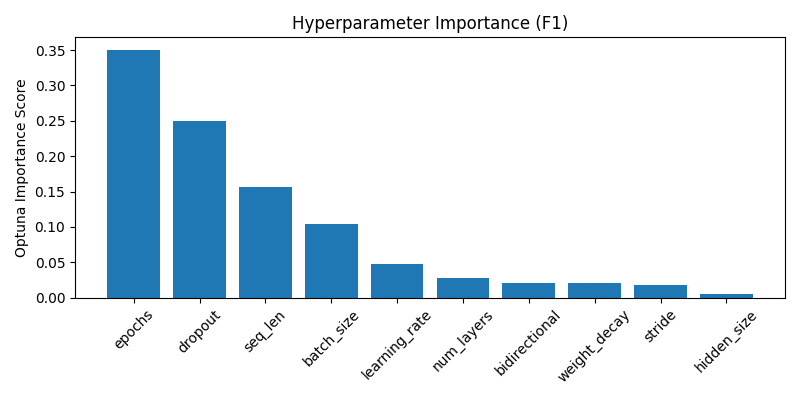 Hyperparameter Importance (F1)
Optuna Importance Score
0.35
0.30
0.25
0.20
0.15
0.10
0.05
0.00
epochs
dropout
seq_len
batch_size
learning_rate
num_layers
bidirectional
weight_decay
stride
hidden_size